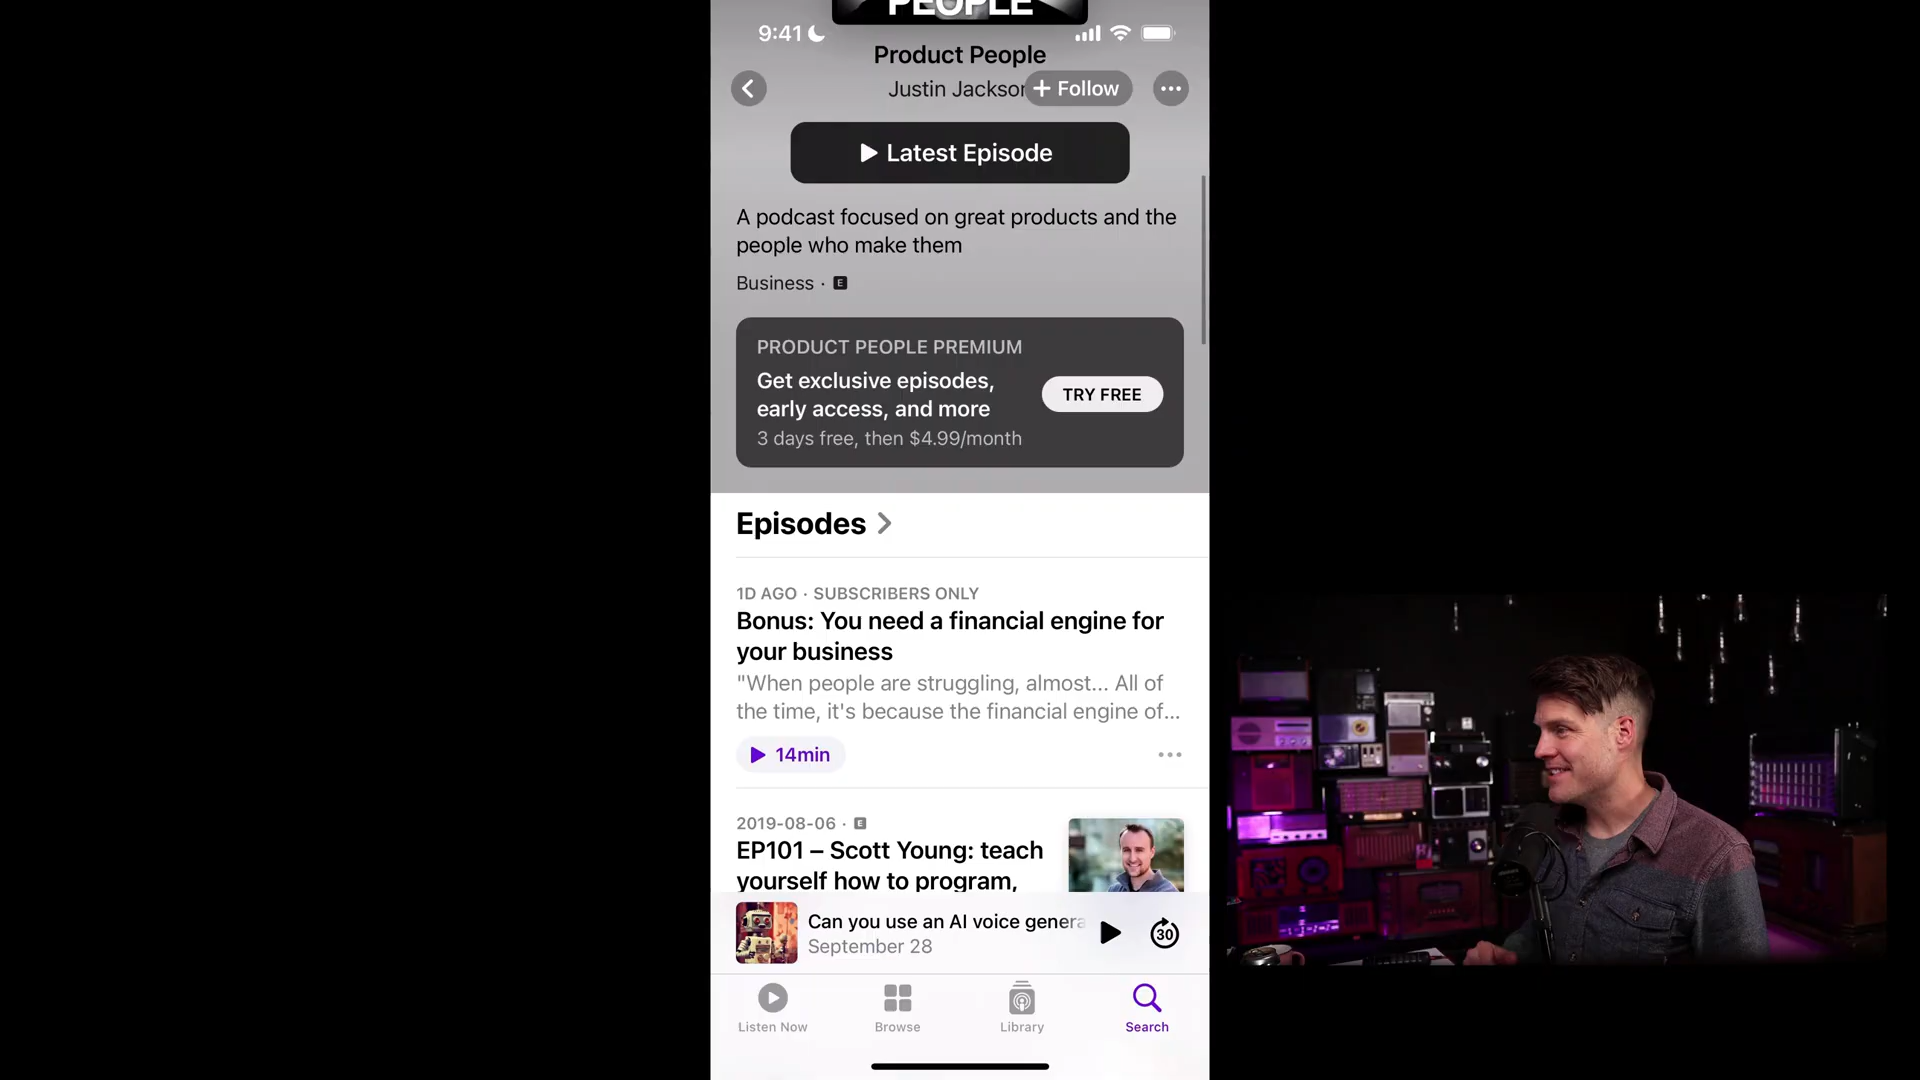 PEOPLE
9:41
Product People
Justin Jackson
+ Follow
Latest Episode
A podcast focused on great products and the
people who make them
Business · E
PRODUCT PEOPLE PREMIUM
Get exclusive episodes,
early access, and more
3 days free, then $4.99/month
TRY FREE
Episodes
1D AGO · SUBSCRIBERS ONLY
Bonus: You need a financial engine for
your business
"When people are struggling, almost... All of
the time, it's because the financial engine of...
14min
2019-08-06 · E
EP101 – Scott Young: teach
yourself how to program,
Can you use an AI voice genera
September 28
30
Listen Now
Browse
Library
Search